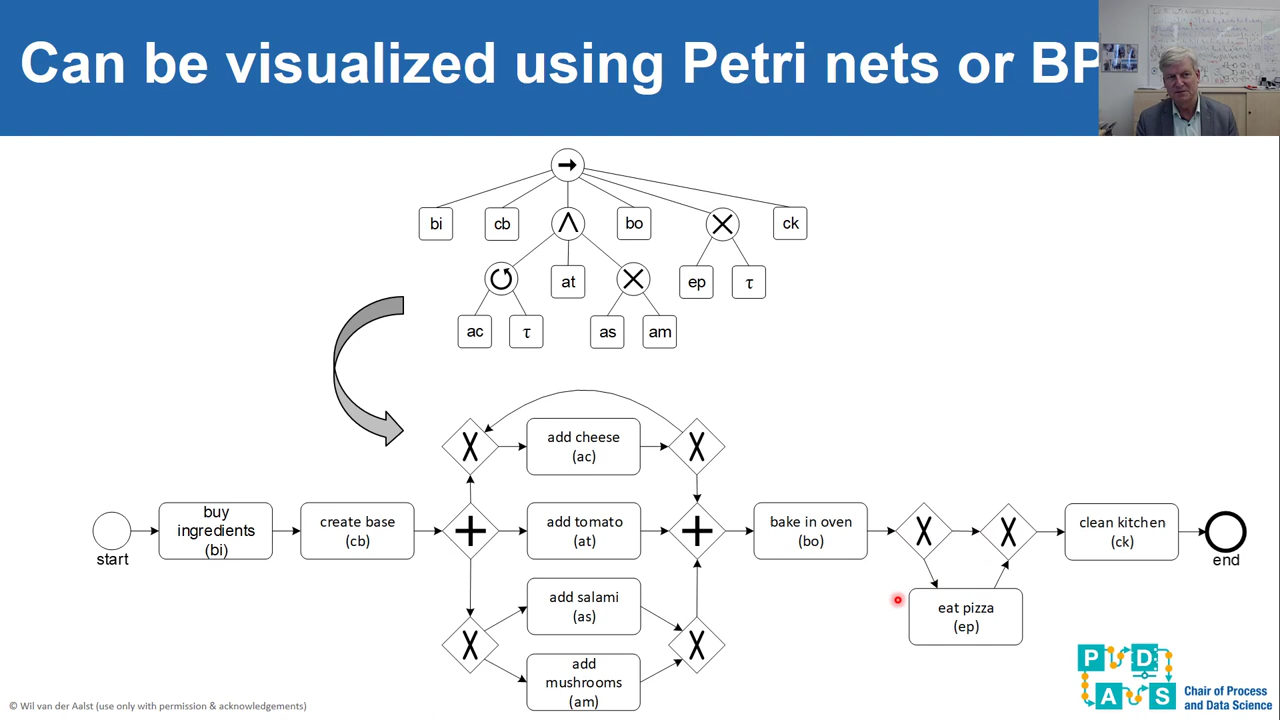 Can be visualized using Petri nets or BP
→
bi cb ∧ bo × ck
↺ at × ep τ
ac τ as am
add cheese
(ac)
buy
ingredients
(bi)
create base
(cb)
add tomato
(at)
bake in oven
(bo)
clean kitchen
(ck)
start
end
add salami
(as)
eat pizza
(ep)
add
mushrooms
(am)
P D
A S
Chair of Process
and Data Science
© Wil van der Aalst (use only with permission & acknowledgements)